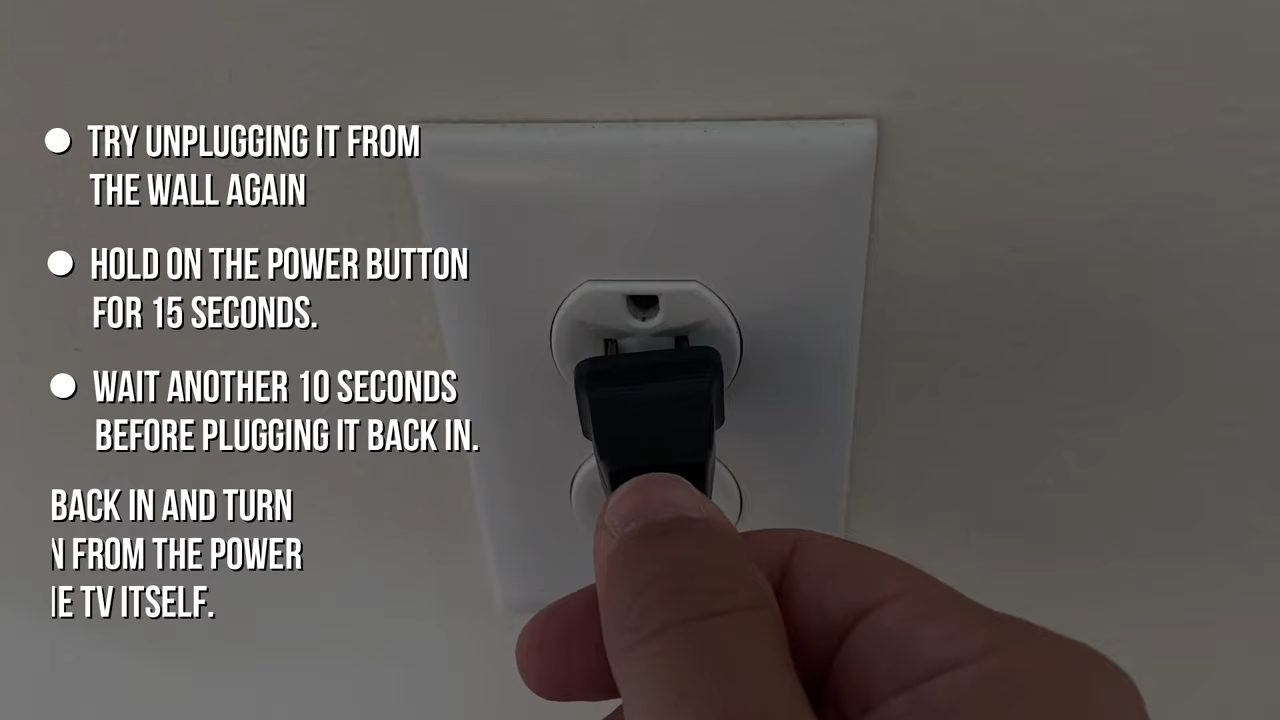 TRY UNPLUGGING IT FROM
THE WALL AGAIN
HOLD ON THE POWER BUTTON
FOR 15 SECONDS.
WAIT ANOTHER 10 SECONDS
BEFORE PLUGGING IT BACK IN.
BACK IN AND TURN
FROM THE POWER
TV ITSELF.